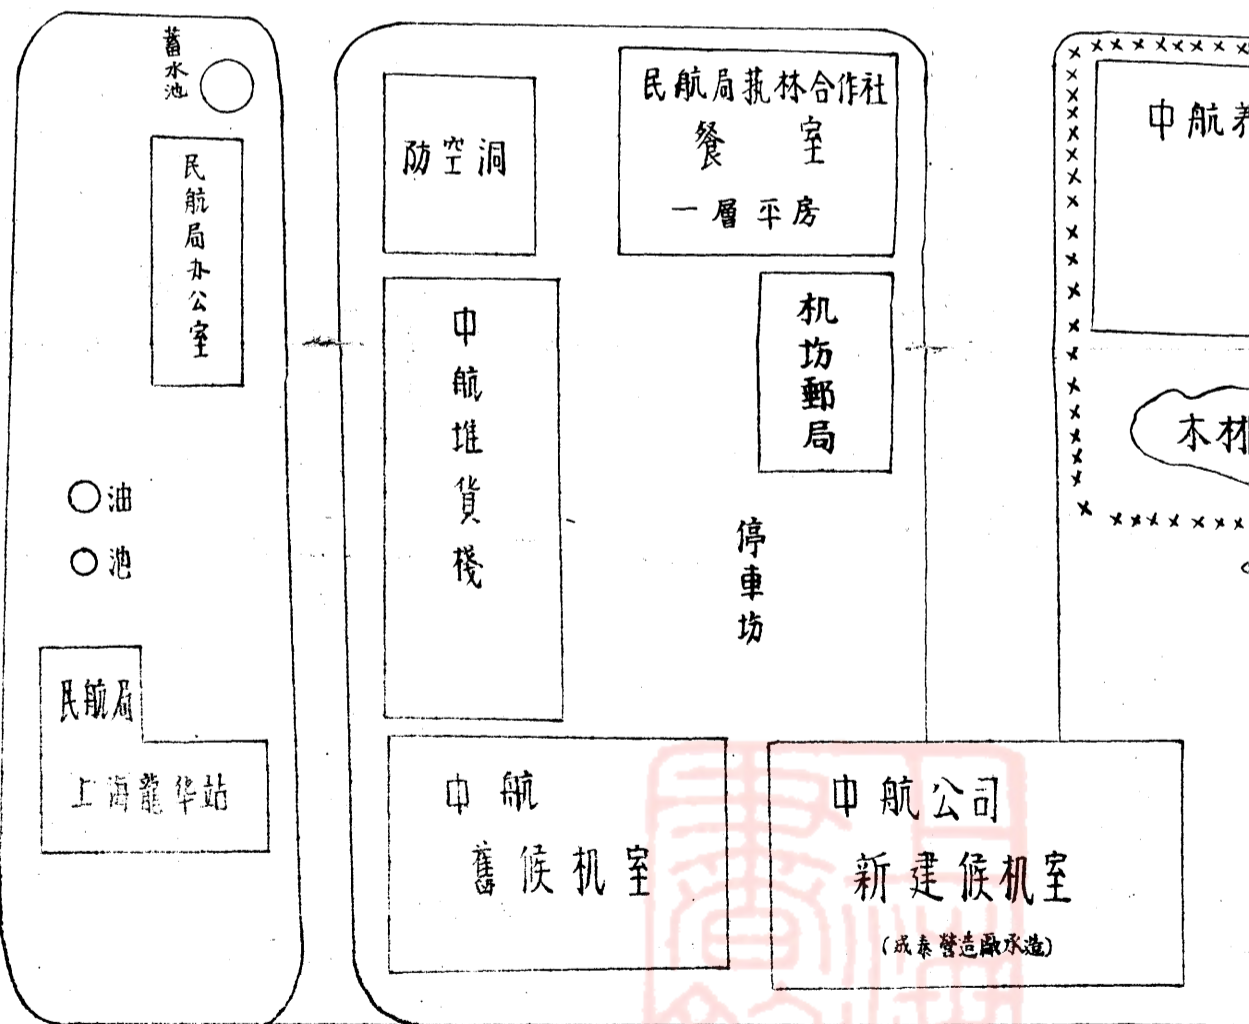 蓄水池
民航局办公室
油
池
民航局
上海龍华站
防空洞
民航局茿林合作社
餐室
一層平房
中航堆貨棧
机坊郵局
停車坊
中航
舊候机室
中航公司
新建候机室
(成泰營造廠承造)
中航
木材